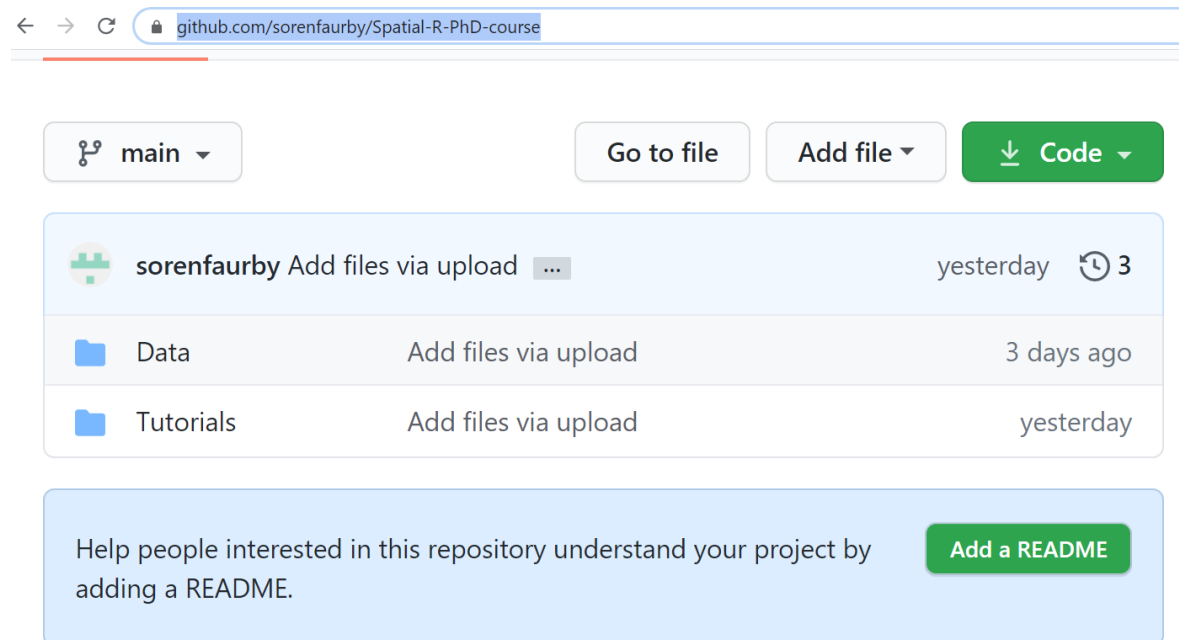 github.com/sorenfaurby/Spatial-R-PhD-course
main Go to file Add file Code
sorenfaurby Add files via upload ... yesterday 3
Data Add files via upload 3 days ago
Tutorials Add files via upload yesterday
Help people interested in this repository understand your project by
adding a README.
Add a README